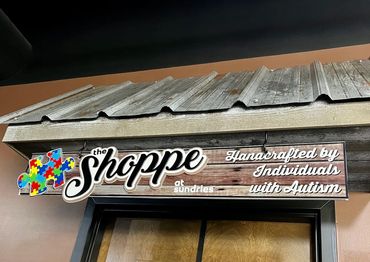 the
Shoppe
at
sundries
Handcrafted by
Individuals
with Autism